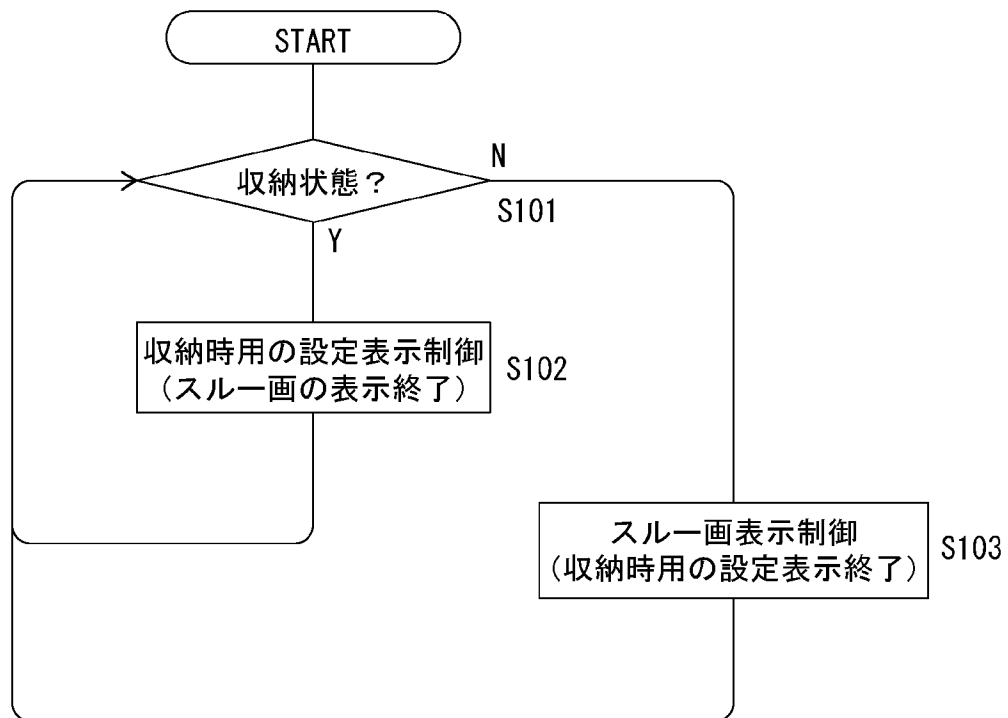 START
収納状態？
N
S101
Y
収納時用の設定表示制御
（スルー画の表示終了）
S102
スルー画表示制御
（収納時用の設定表示終了）
S103